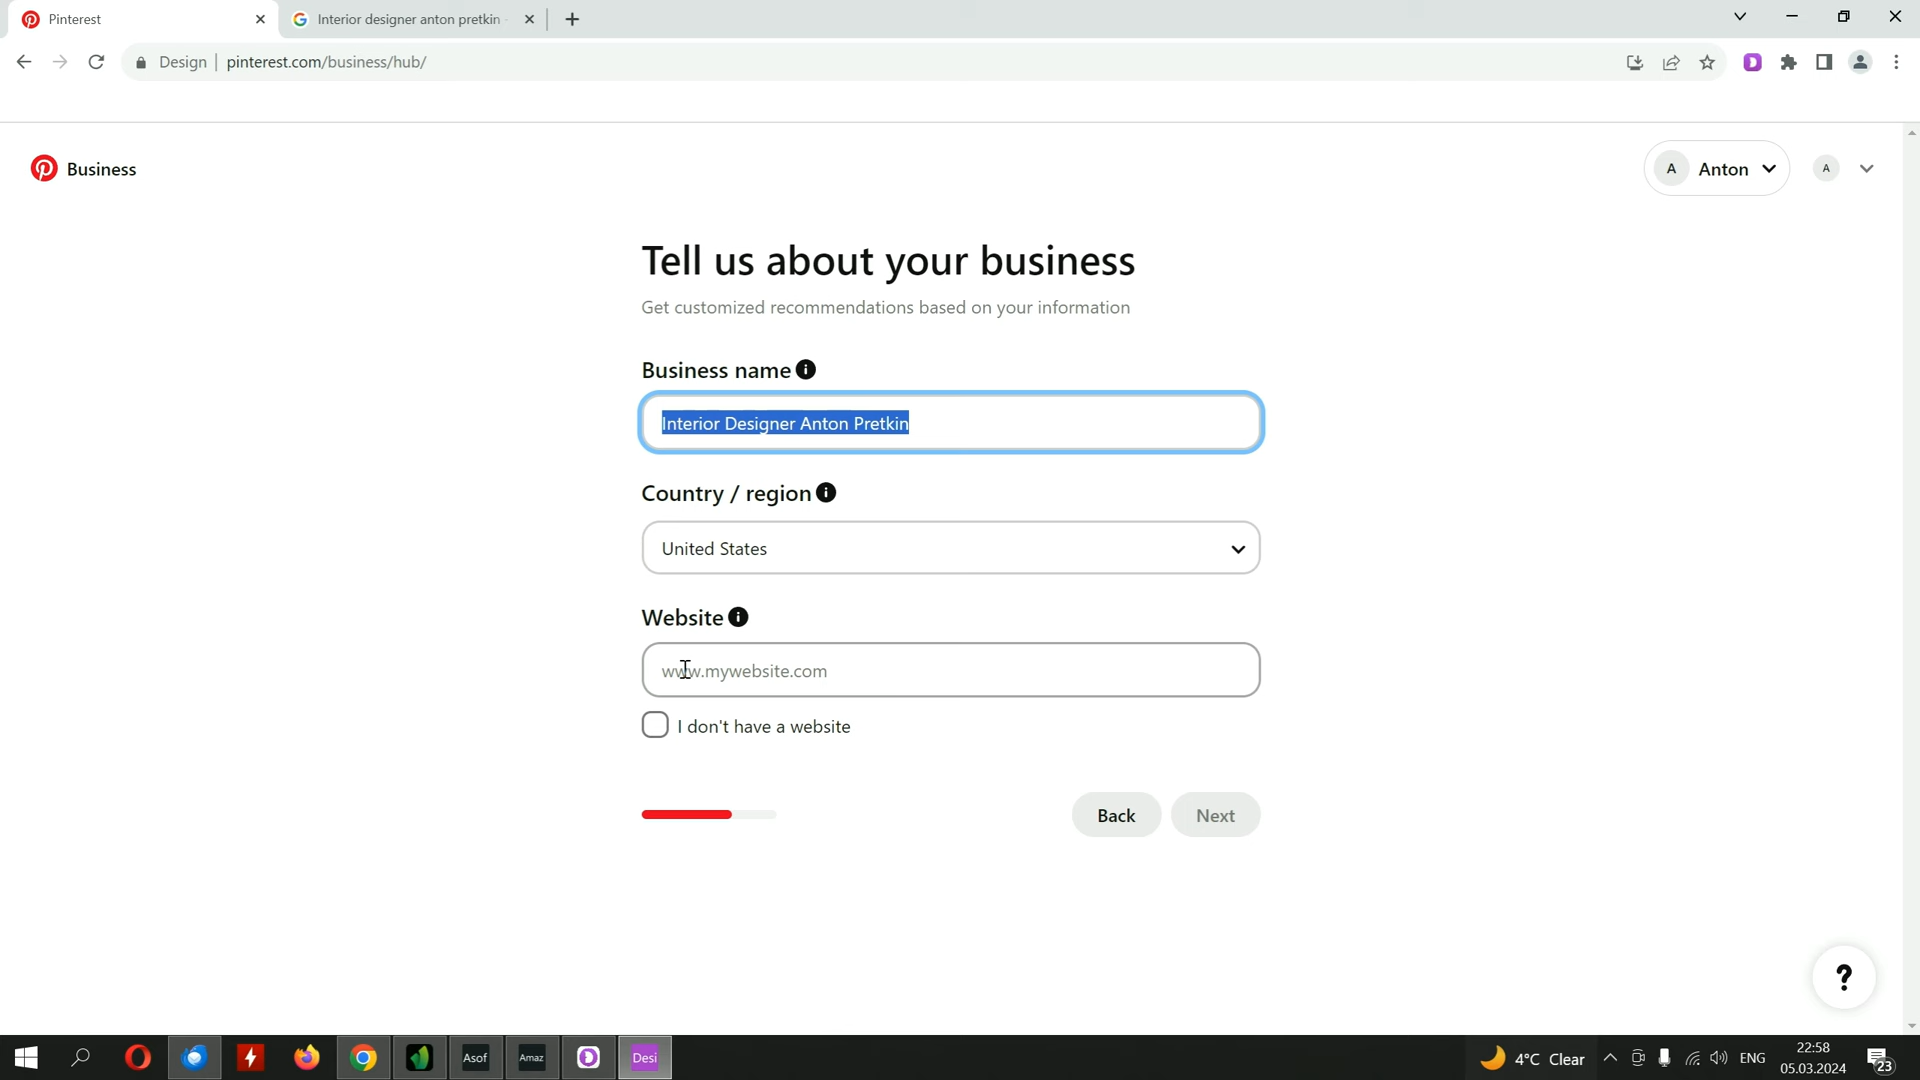 Pinterest
Interior designer anton pretkin
Design | pinterest.com/business/hub/
Business
A Anton
A
Tell us about your business
Get customized recommendations based on your information
Business name
Interior Designer Anton Pretkin
Country / region
United States
Website
www.mywebsite.com
I don't have a website
Back
Next
?
Asof
Amaz
Desi
4°C Clear
ENG
22:58
05.03.2024
23